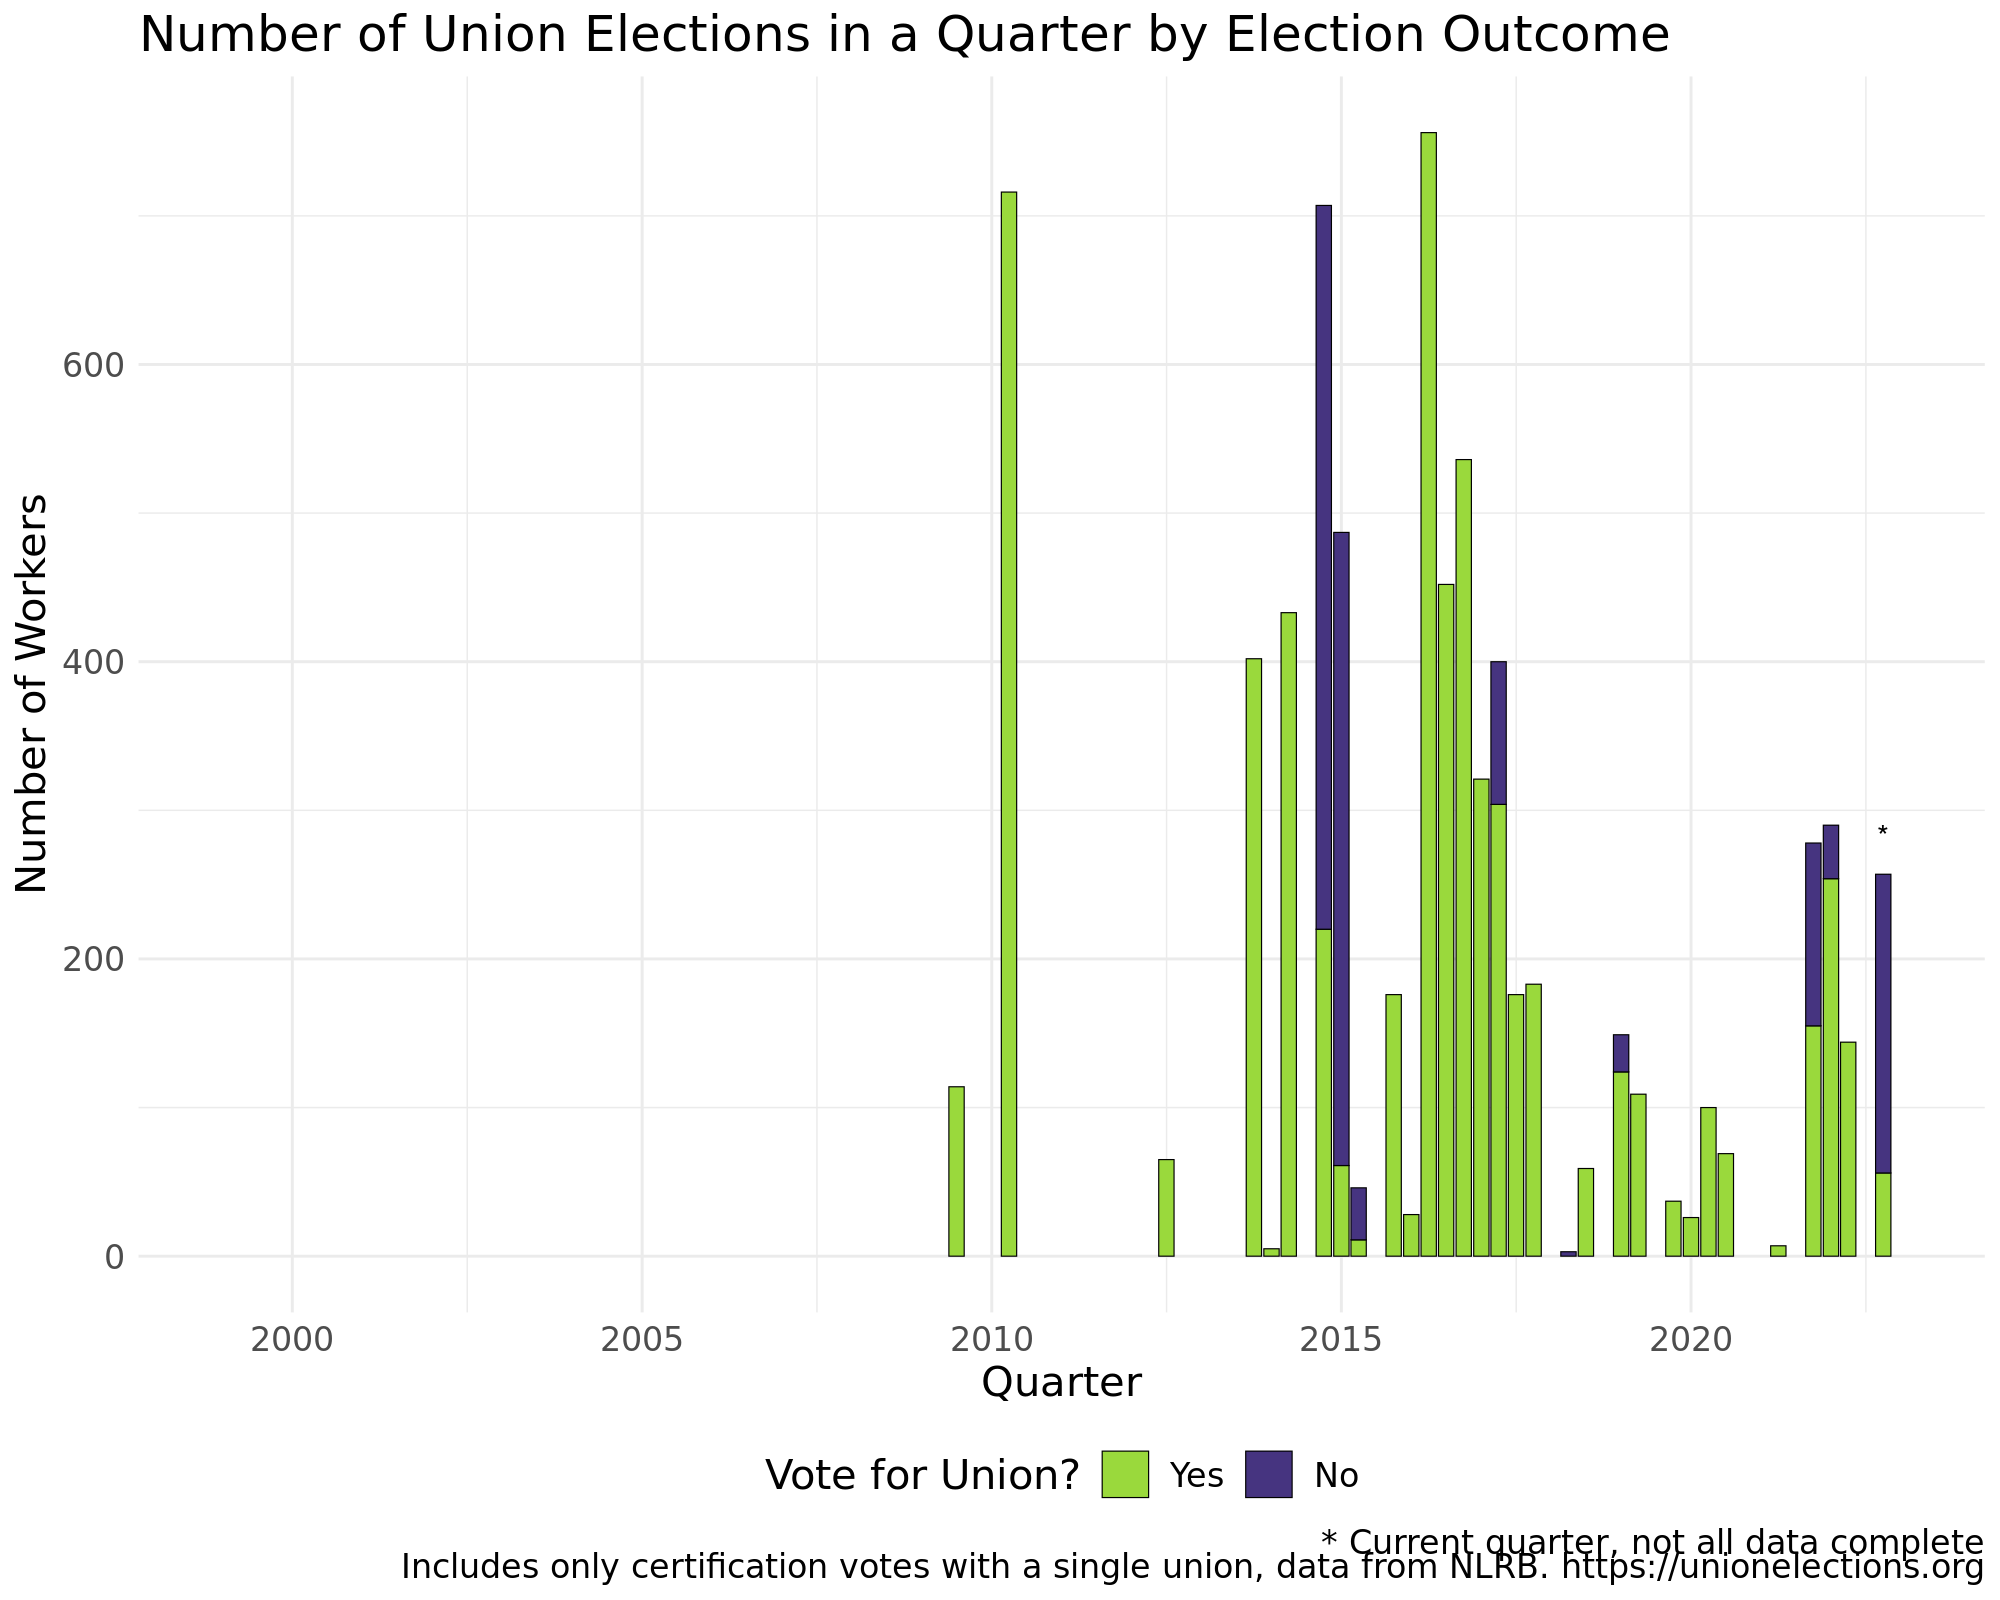 Number of Union Elections in a Quarter by Election Outcome
Number of Workers
600
400
200
0
*
2000 2005 2010 2015 2020
Quarter
Vote for Union? Yes No
* Current quarter, not all data complete
Includes only certification votes with a single union, data from NLRB. https://unionelections.org